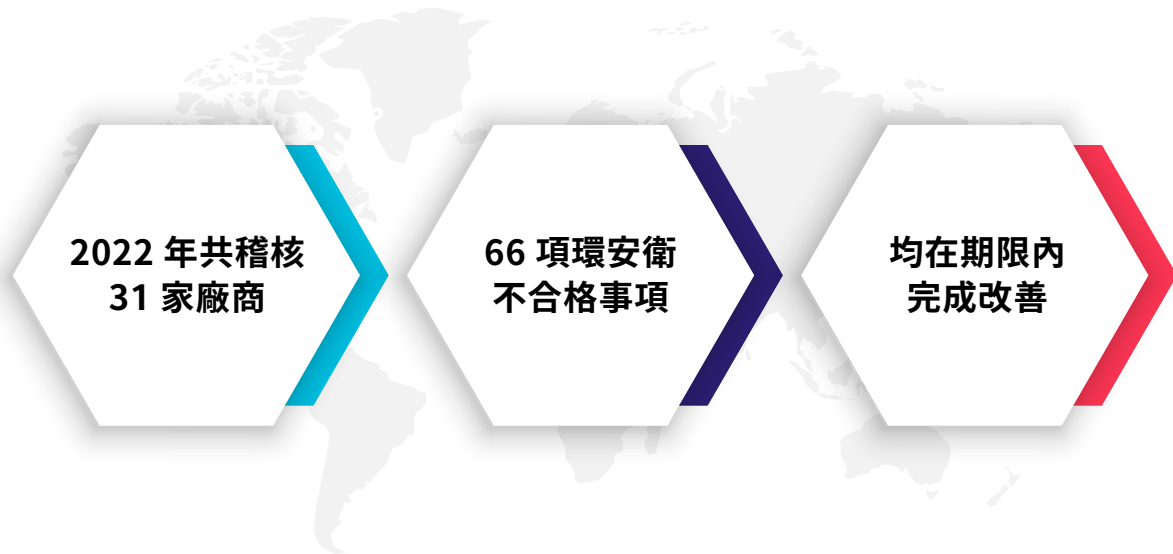 2022 年共稽核
31 家廠商
66 項環安衛
不合格事項
均在期限內
完成改善